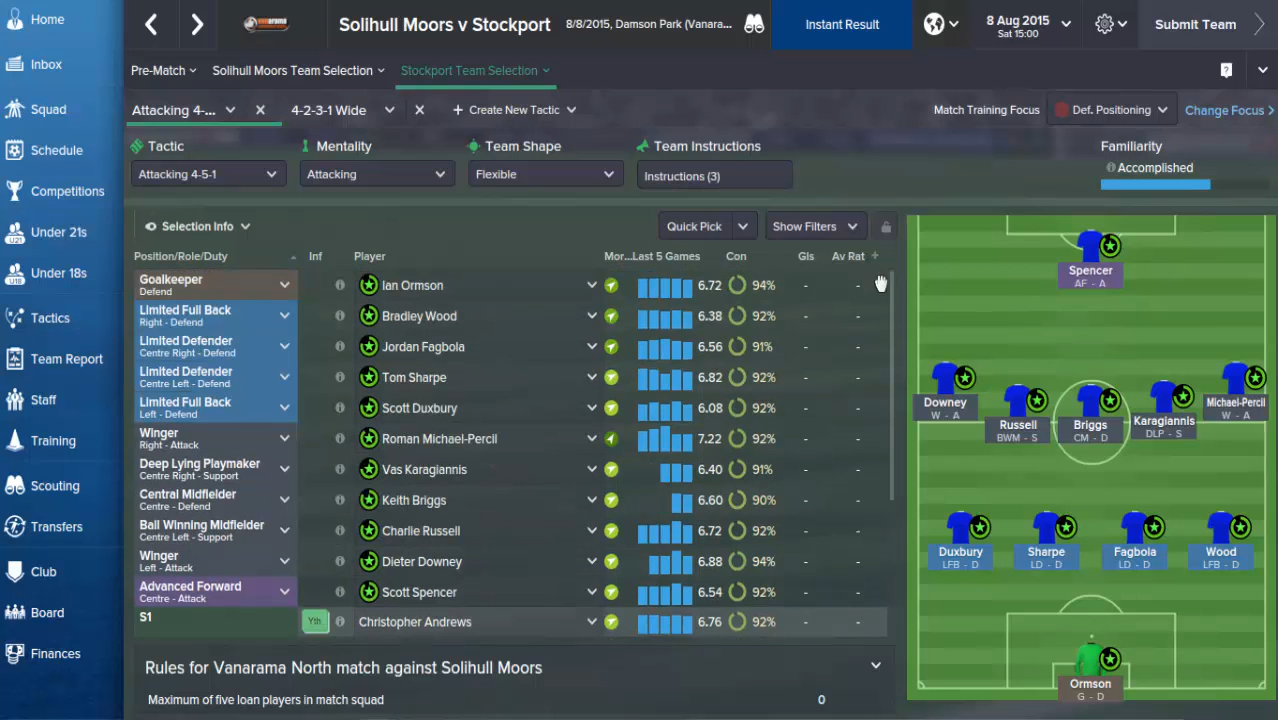 Home
Inbox
Squad
Schedule
Competitions
U21
Under 21s
U18
Under 18s
Tactics
Team Report
Staff
Training
Scouting
Transfers
Club
Board
Finances
Solihull Moors v Stockport
8/8/2015, Damson Park (Vanara...
Instant Result
8 Aug 2015
Sat 15:00
Submit Team
Pre-Match
Solihull Moors Team Selection
Stockport Team Selection
?
Attacking 4-...
4-2-3-1 Wide
+ Create New Tactic
Match Training Focus
Def. Positioning
Change Focus >
Tactic
Mentality
Team Shape
Team Instructions
Familiarity
Attacking 4-5-1
Attacking
Flexible
Instructions (3)
Accomplished
Selection Info
Quick Pick
Show Filters
Position/Role/Duty Inf Player Mor... Last 5 Games Con Gls Av Rat +
Goalkeeper
Defend
Ian Ormson 6.72 94% - -
Limited Full Back
Right - Defend
Bradley Wood 6.38 92% - -
Limited Defender
Centre Right - Defend
Jordan Fagbola 6.56 91% - -
Limited Defender
Centre Left - Defend
Tom Sharpe 6.82 92% - -
Limited Full Back
Left - Defend
Scott Duxbury 6.08 92% - -
Winger
Right - Attack
Roman Michael-Percil 7.22 92% - -
Deep Lying Playmaker
Centre Right - Support
Vas Karagiannis 6.40 91% - -
Central Midfielder
Centre - Defend
Keith Briggs 6.60 90% - -
Ball Winning Midfielder
Centre Left - Support
Charlie Russell 6.72 92% - -
Winger
Left - Attack
Dieter Downey 6.88 94% - -
Advanced Forward
Centre - Attack
Scott Spencer 6.54 92% - -
S1 Yth Christopher Andrews 6.76 92% - -
Rules for Vanarama North match against Solihull Moors
Maximum of five loan players in match squad 0
Spencer
AF - A
Downey
W - A
Russell
BWM - S
Briggs
CM - D
Karagiannis
DLP - S
Michael-Percil
W - A
Duxbury
LFB - D
Sharpe
LD - D
Fagbola
LD - D
Wood
LFB - D
Ormson
G - D